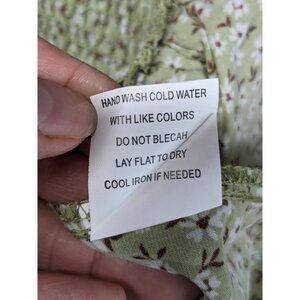 HAND WASH COLD WATER
WITH LIKE COLORS
DO NOT BLECAH
LAY FLAT TO DRY
COOL IRON IF NEEDED